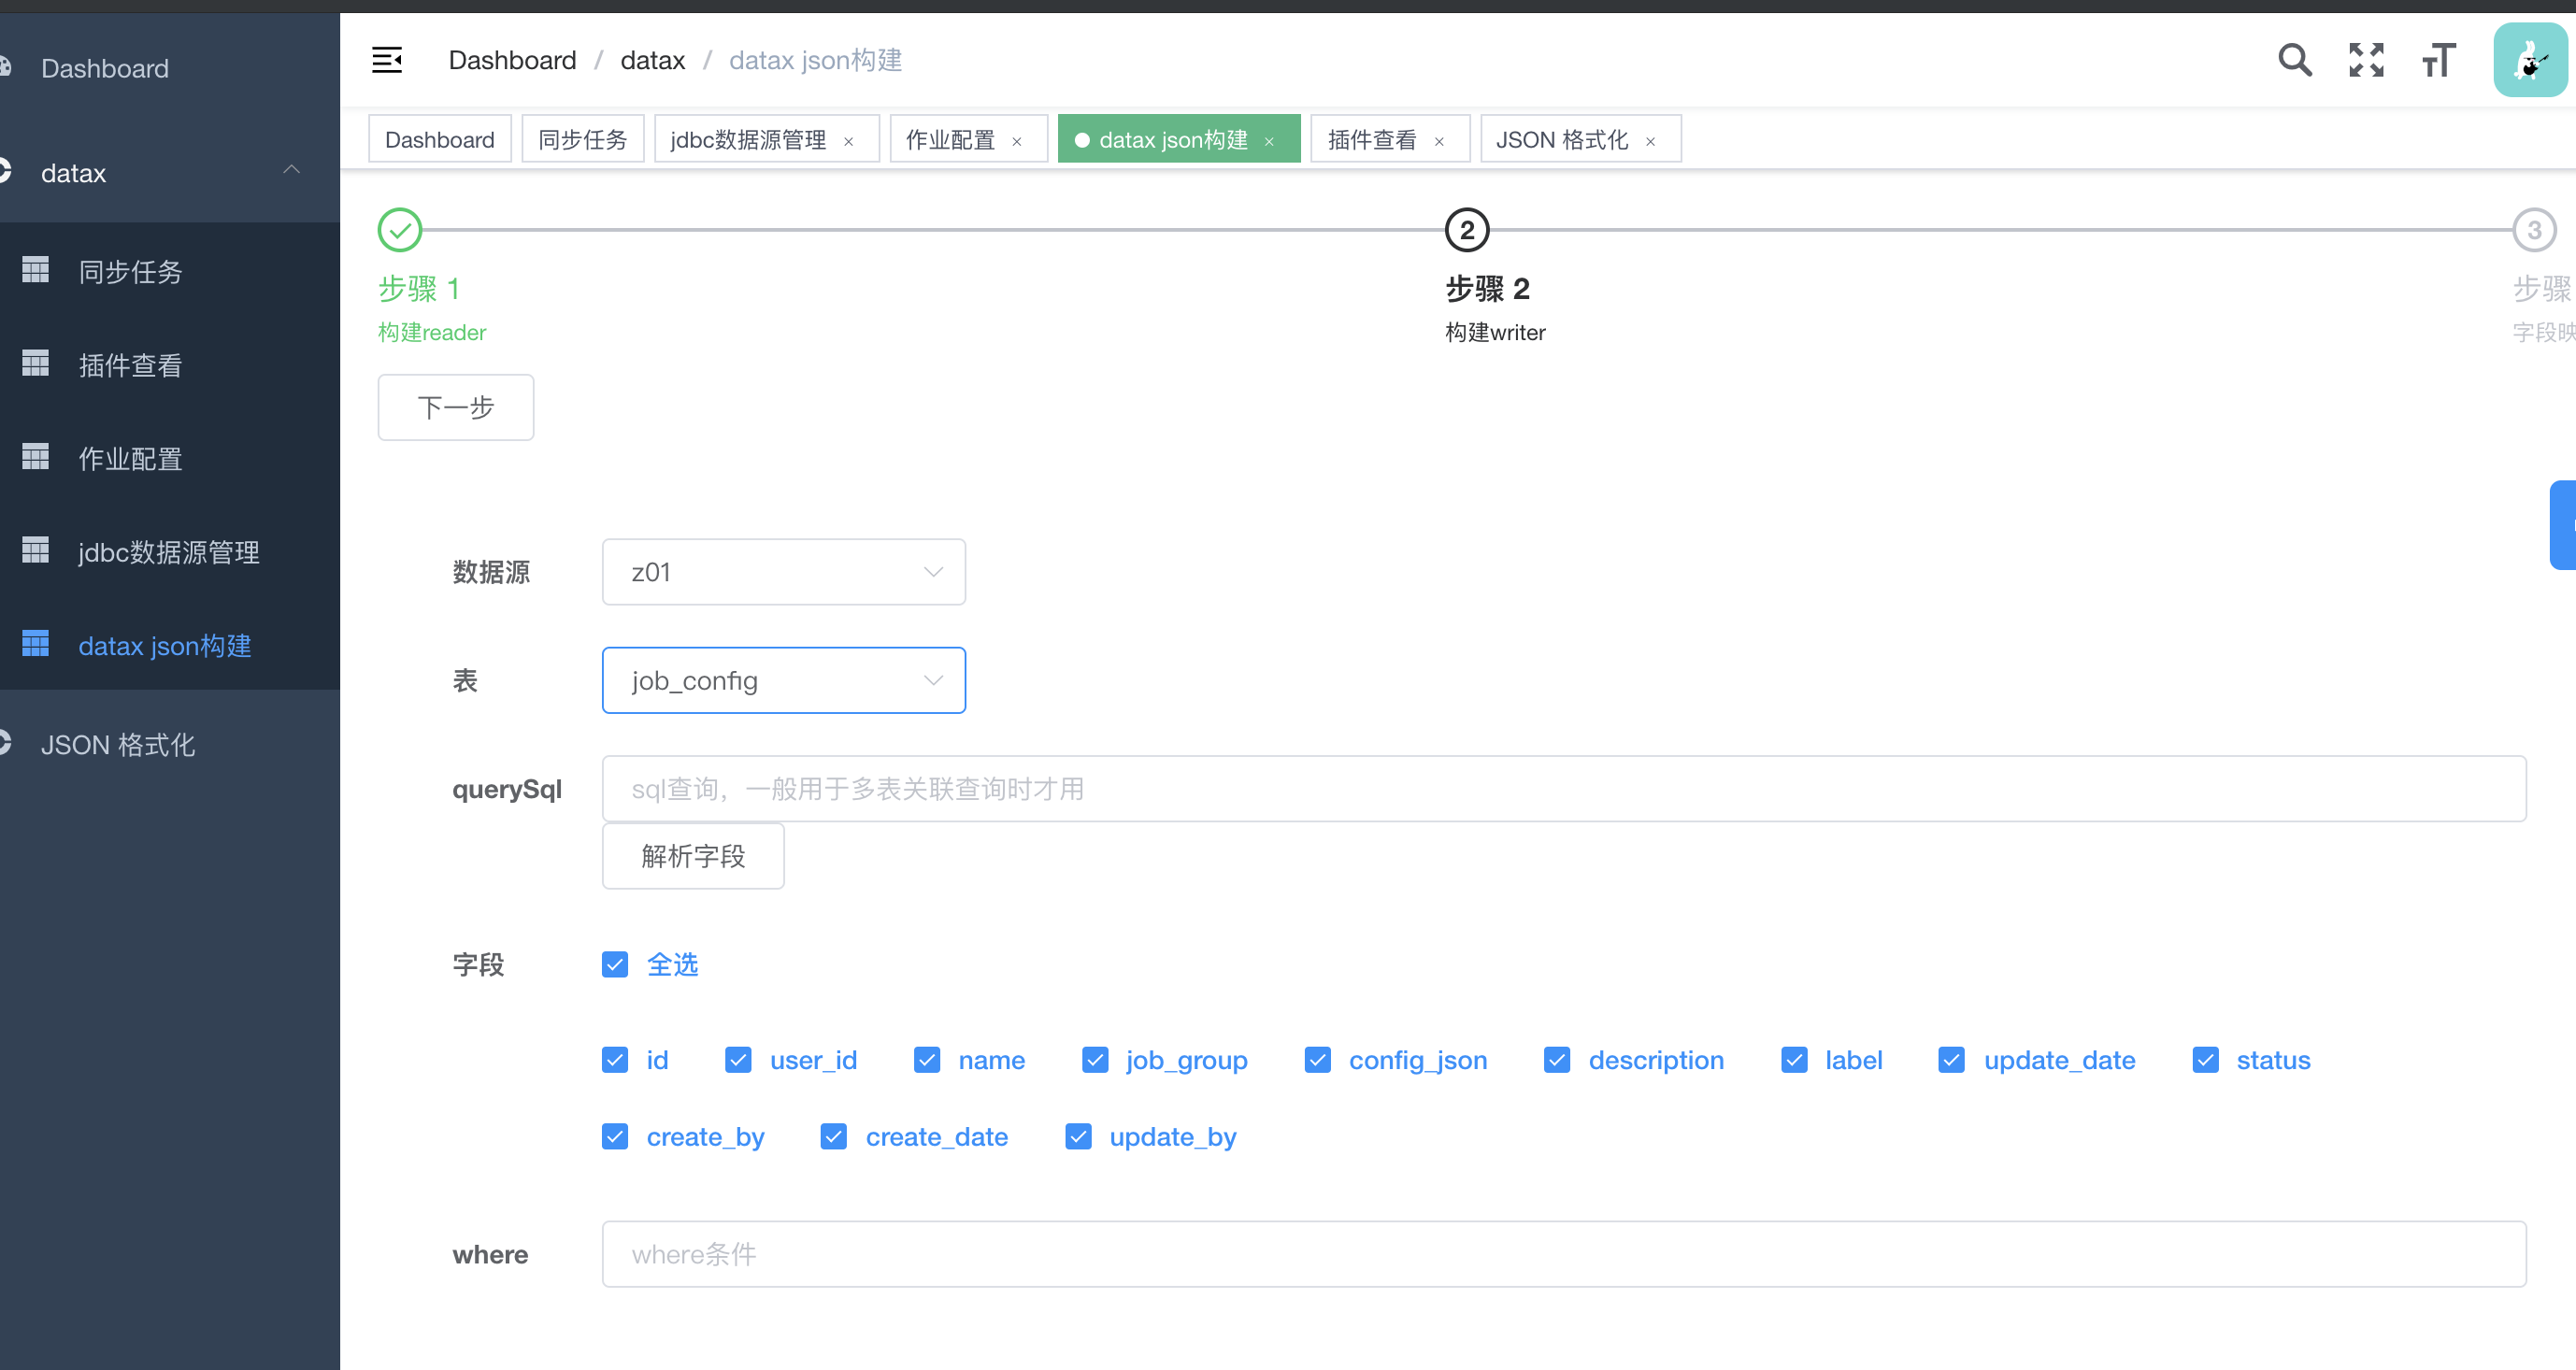 Dashboard
datax
同步任务
插件查看
作业配置
jdbc数据源管理
datax json构建
JSON 格式化
Dashboard / datax / datax json构建
Dashboard 同步任务 jdbc数据源管理 × 作业配置 × datax json构建 × 插件查看 × JSON 格式化 ×
2 3
步骤 1 步骤 2 步骤
构建reader 构建writer 字段映
下一步
数据源 z01
表 job_config
querySql sql查询，一般用于多表关联查询时才用
解析字段
字段 全选
id user_id name job_group config_json description label update_date status
create_by create_date update_by
where where条件